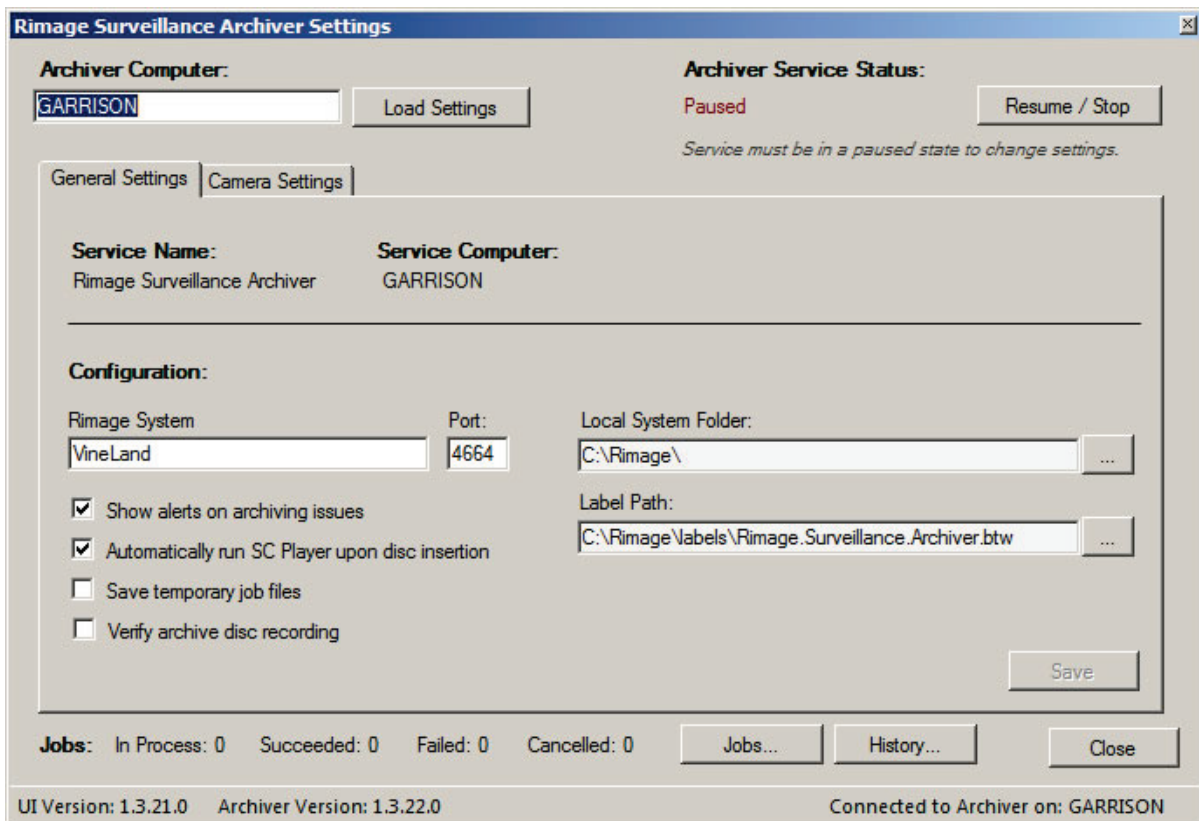 Rimage Surveillance Archiver Settings
Archiver Computer:
Archiver Service Status:
GARRISON
Load Settings
Paused
Resume / Stop
Service must be in a paused state to change settings.
General Settings
Camera Settings
Service Name:
Service Computer:
Rimage Surveillance Archiver
GARRISON
Configuration:
Rimage System
Port:
Local System Folder:
VineLand
4664
C:\Rimage\
...
Show alerts on archiving issues
Label Path:
Automatically run SC Player upon disc insertion
C:\Rimage\labels\Rimage.Surveillance.Archiver.btw
...
Save temporary job files
Verify archive disc recording
Save
Jobs: In Process: 0 Succeeded: 0 Failed: 0 Cancelled: 0
Jobs...
History...
Close
UI Version: 1.3.21.0 Archiver Version: 1.3.22.0
Connected to Archiver on: GARRISON